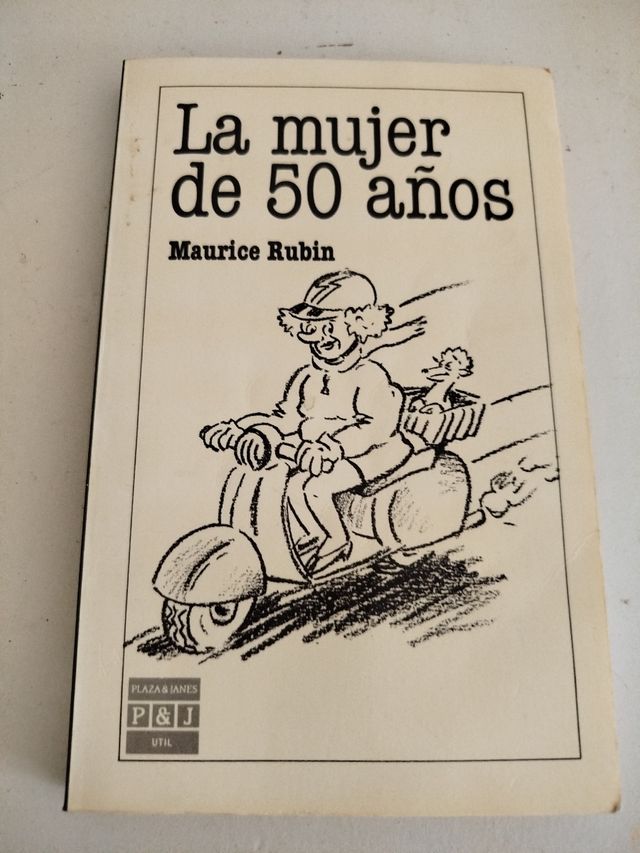 La mujer
de 50 años
Maurice Rubin
PLAZA & JANES
P & J
UTIL